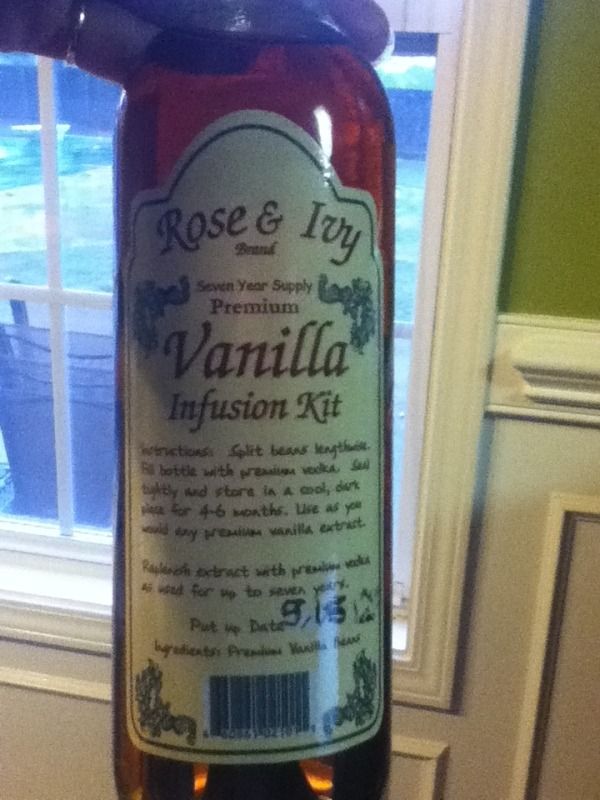 Rose & Ivy
Brand
Seven Year Supply
Premium
Vanilla
Infusion Kit
Instructions: Split beans lengthwise.
Fill bottle with premium vodka. Seal
tightly and store in a cool, dark
place for 4-6 months. Use as you
would any premium vanilla extract.
Replenish extract with premium vodka
as used for up to seven years.
Put up Date
Ingredients: Premium Vanilla Beans